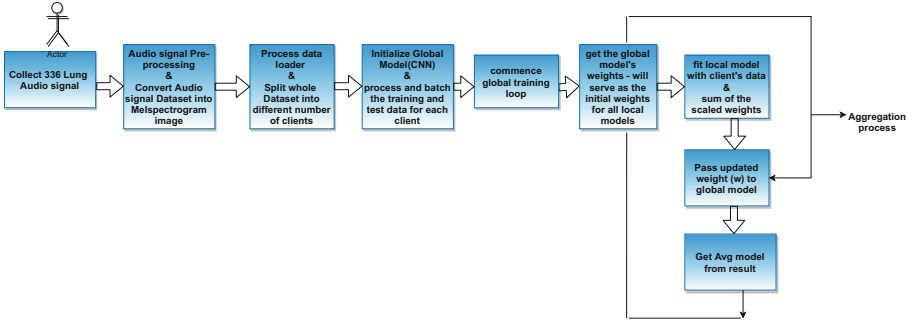 Actor
Collect 336 Lung
Audio signal
Audio signal Pre-
processing
&
Convert Audio
signal Dataset into
Melspectrogram
image
Process data
loader
&
Split whole
Dataset into
different number
of clients
Initialize Global
Model(CNN)
&
process and batch
the training and
test data for each
client
commence
global training
loop
get the global
model's
weights - will
serve as the
initial weights
for all local
models
fit local model
with client's data
&
sum of the
scaled weights
Aggregation
process
Pass updated
weight (w) to
global model
Get Avg model
from result